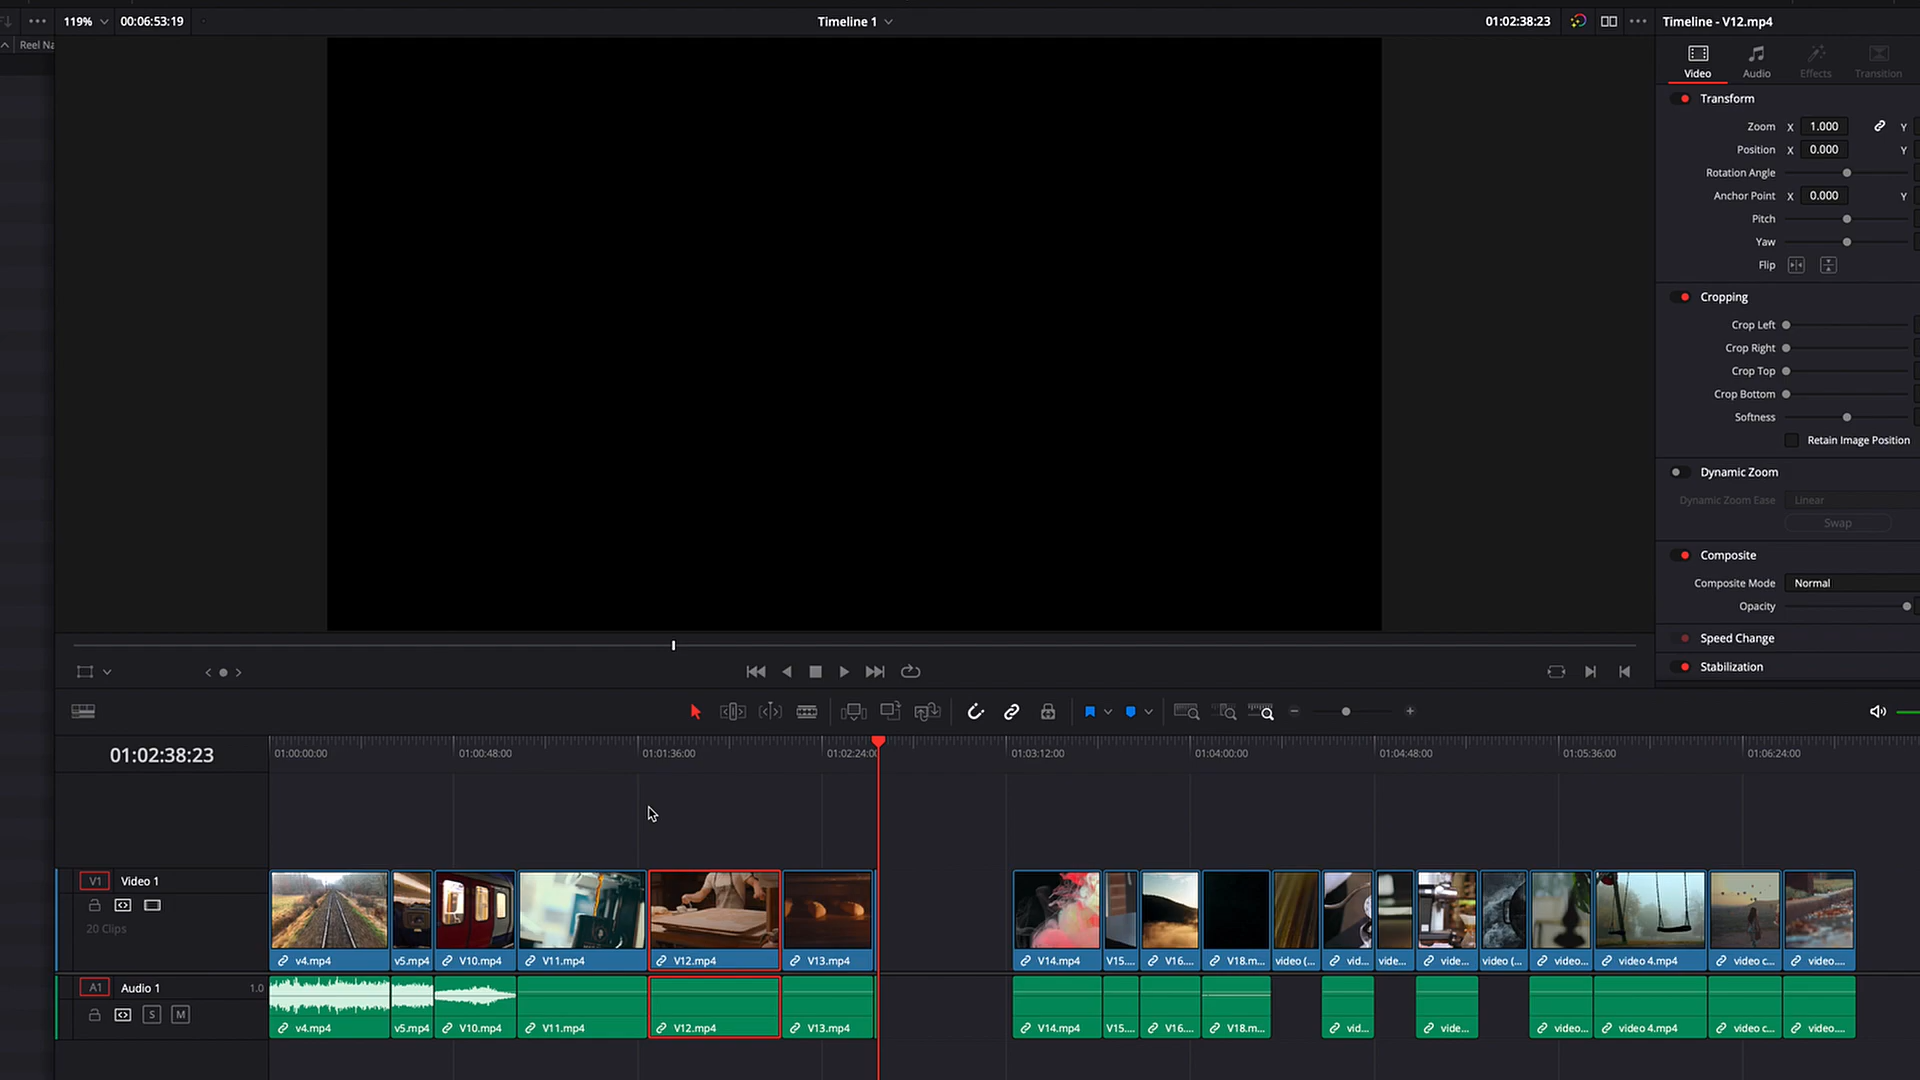 119% 00:06:53:19 Timeline 1 01:02:38:23 Timeline - V12.mp4
Reel Na
Video Audio Effects Transition
Transform
Zoom X 1.000 Y
Position X 0.000 Y
Rotation Angle
Anchor Point X 0.000 Y
Pitch
Yaw
Flip
Cropping
Crop Left
Crop Right
Crop Top
Crop Bottom
Softness
Retain Image Position
Dynamic Zoom
Dynamic Zoom Ease Linear
Swap
Composite
Composite Mode Normal
Opacity
Speed Change
Stabilization
01:02:38:23 01:00:00:00 01:00:48:00 01:01:36:00 01:02:24:00 01:03:12:00 01:04:00:00 01:04:48:00 01:05:36:00 01:06:24:00
V1 Video 1
20 Clips
v4.mp4 v5.mp4 V10.mp4 V11.mp4 V12.mp4 V13.mp4 V14.mp4 V15.... V16.... V18.m... video (... vid... vide... vide... video (... video... video 4.mp4 video c... video....
A1 Audio 1 1.0
S M
v4.mp4 v5.mp4 V10.mp4 V11.mp4 V12.mp4 V13.mp4 V14.mp4 V15.... V16.... V18.m... vid... vide... video... video 4.mp4 video c... video....